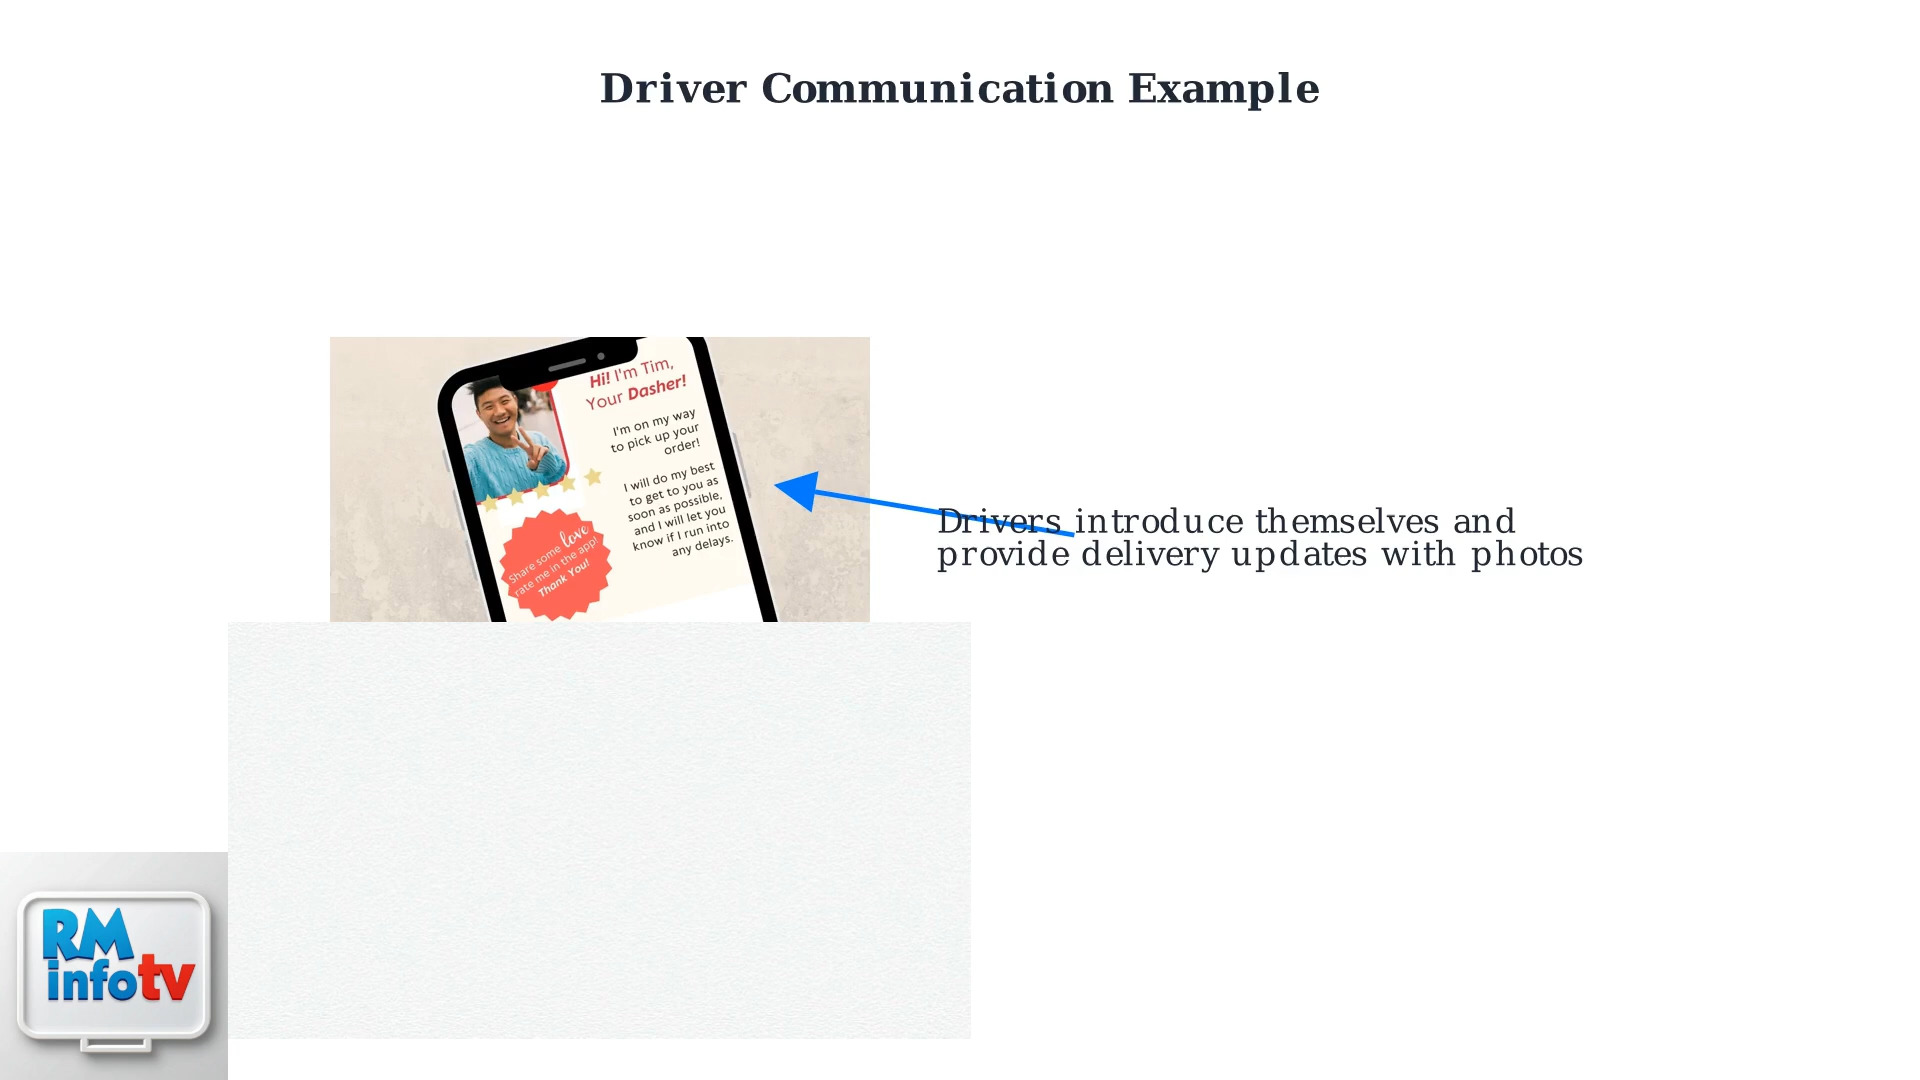 Driver Communication Example
Hi! I'm Tim,
Your Dasher!
I'm on my way
to pick up your
order!
I will do my best
to get to you as
soon as possible,
and I will let you
know if I run into
any delays.
Share some love
rate me in the app!
Thank You!
Drivers introduce themselves and
provide delivery updates with photos
RM
infotv